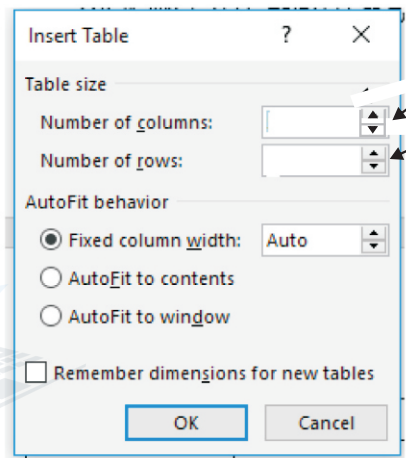 Insert Table ?
Table size
Number of columns:
Number of rows:
AutoFit behavior
Fixed column width: Auto
AutoFit to contents
AutoFit to window
Remember dimensions for new tables
OK Cancel